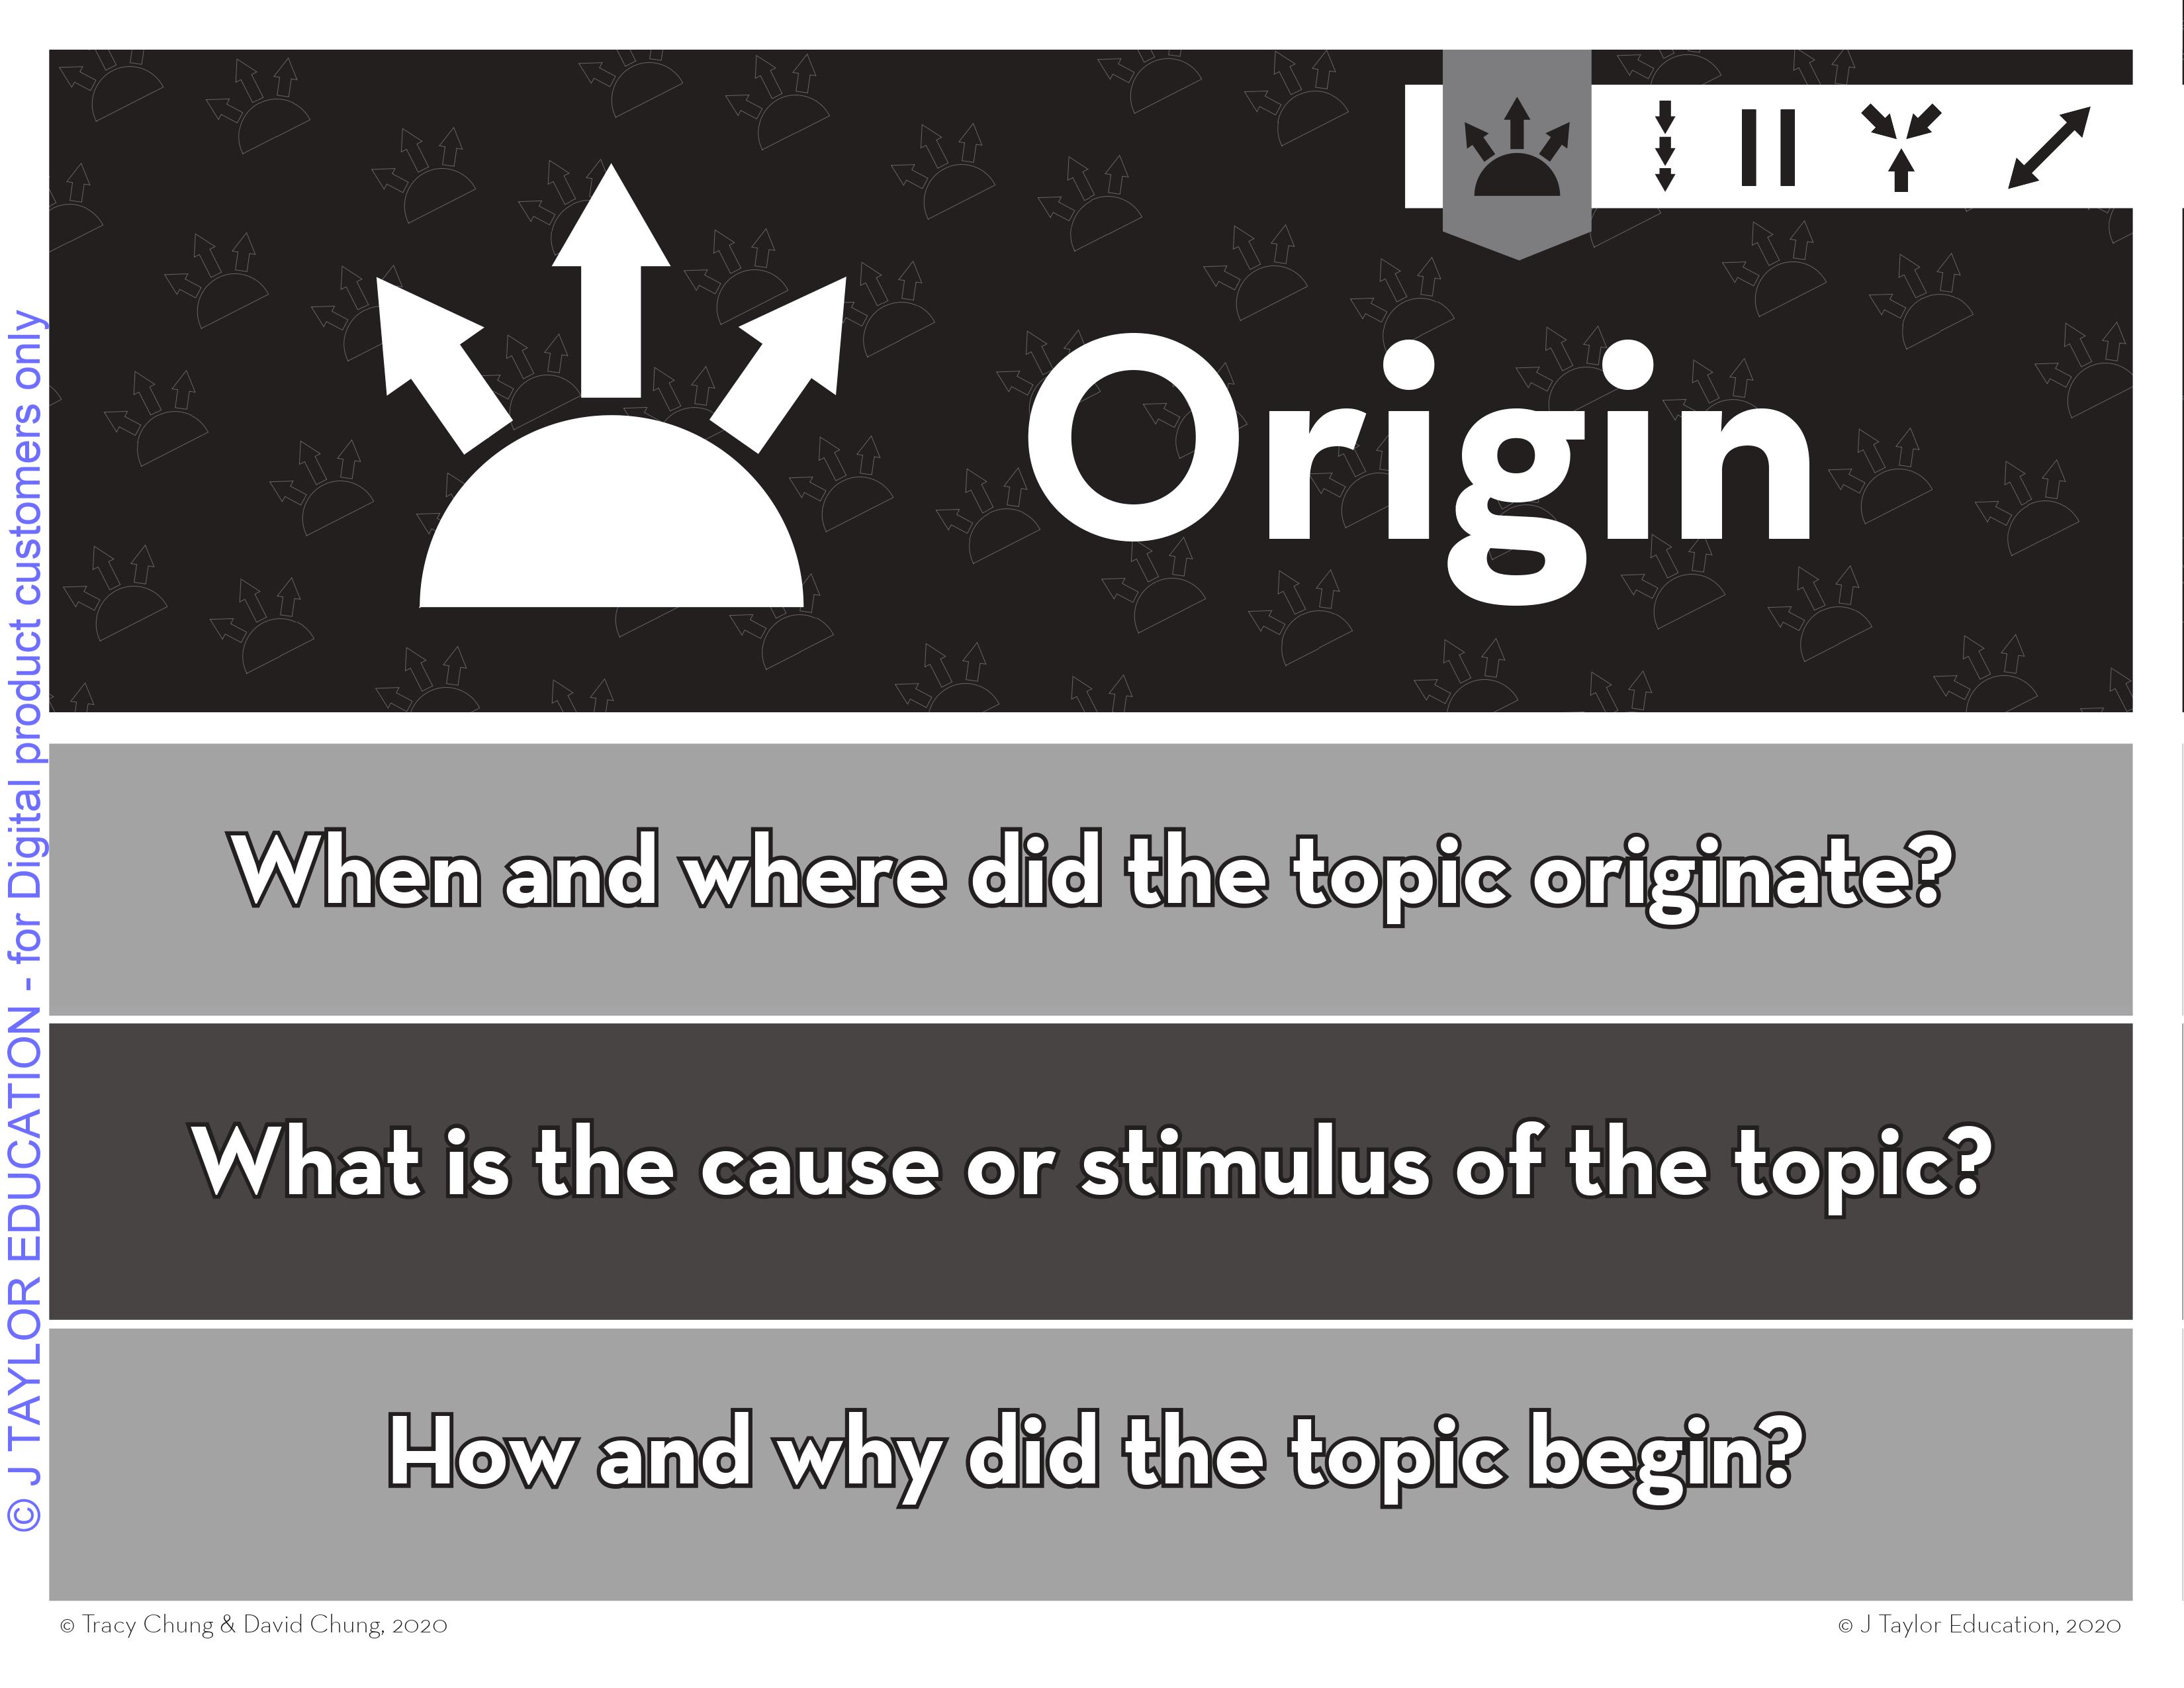 Origin
When and where did the topic originate?
What is the cause or stimulus of the topic?
How and why did the topic begin?
© Tracy Chung & David Chung, 2020
© J Taylor Education, 2020
© J TAYLOR EDUCATION - for Digital product customers only